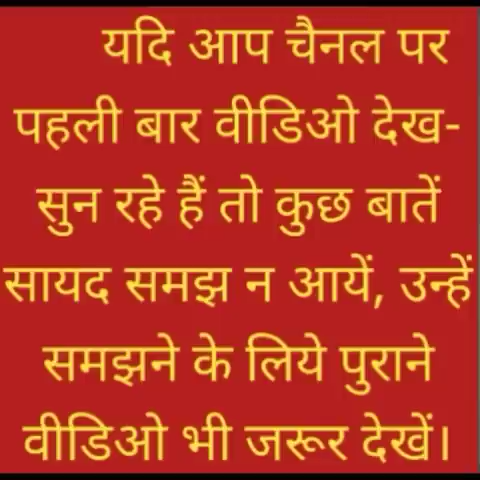 यदि आप चैनल पर
पहली बार वीडिओ देख-
सुन रहे हैं तो कुछ बातें
सायद समझ न आयें, उन्हें
समझने के लिये पुराने
वीडिओ भी जरूर देखें।